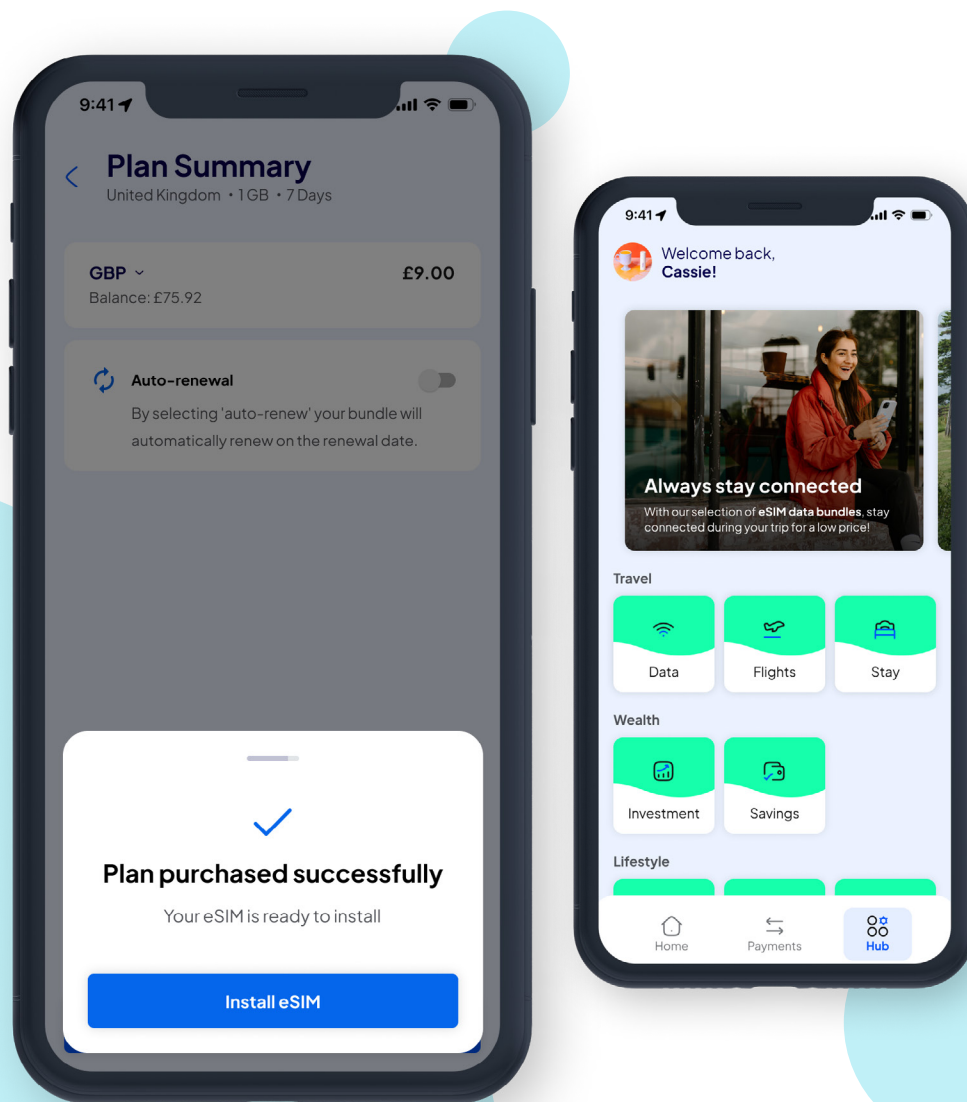 9:41
Plan Summary
United Kingdom • 1 GB • 7 Days
GBP
£9.00
Balance: £75.92
Auto-renewal
By selecting 'auto-renew' your bundle will
automatically renew on the renewal date.
Plan purchased successfully
Your eSIM is ready to install
Install eSIM
9:41
Welcome back,
Cassie!
Always stay connected
With our selection of eSIM data bundles, stay
connected during your trip for a low price!
Travel
Data
Flights
Stay
Wealth
Investment
Savings
Lifestyle
Home
Payments
Hub